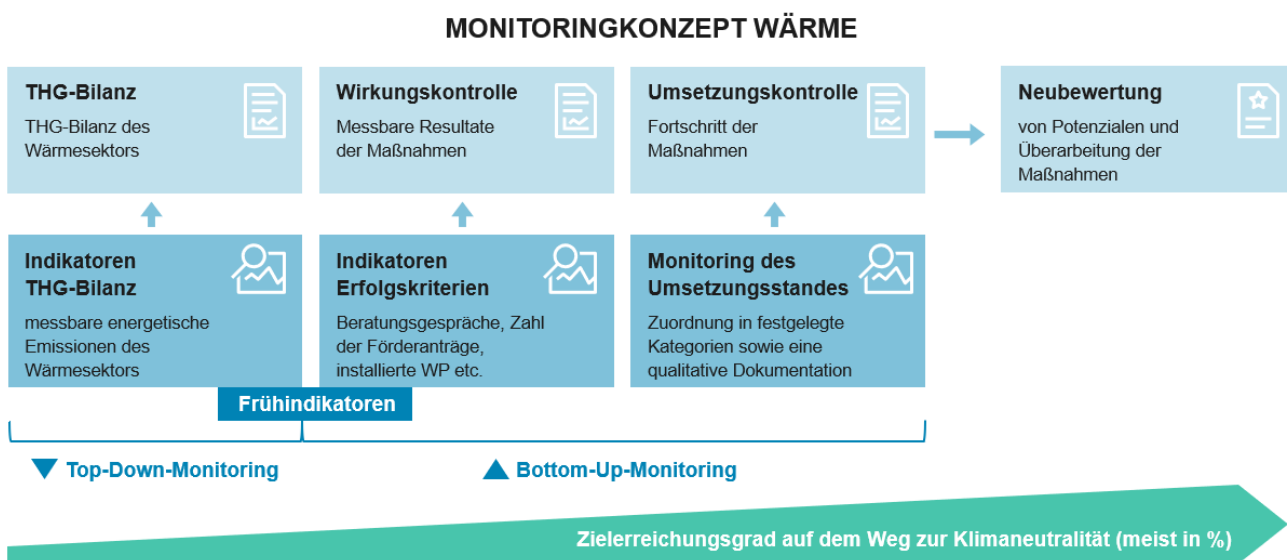 MONITORINGKONZEPT WÄRME
THG-Bilanz
THG-Bilanz des
Wärmesektors
Wirkungskontrolle
Messbare Resultate
der Maßnahmen
Umsetzungskontrolle
Fortschritt der
Maßnahmen
Neubewertung
von Potenzialen und
Überarbeitung der
Maßnahmen
Indikatoren
THG-Bilanz
messbare energetische
Emissionen des
Wärmesektors
Indikatoren
Erfolgskriterien
Beratungsgespräche, Zahl
der Förderanträge,
installierte WP etc.
Monitoring des
Umsetzungsstandes
Zuordnung in festgelegte
Kategorien sowie eine
qualitative Dokumentation
Frühindikatoren
Top-Down-Monitoring
Bottom-Up-Monitoring
Zielerreichungsgrad auf dem Weg zur Klimaneutralität (meist in %)